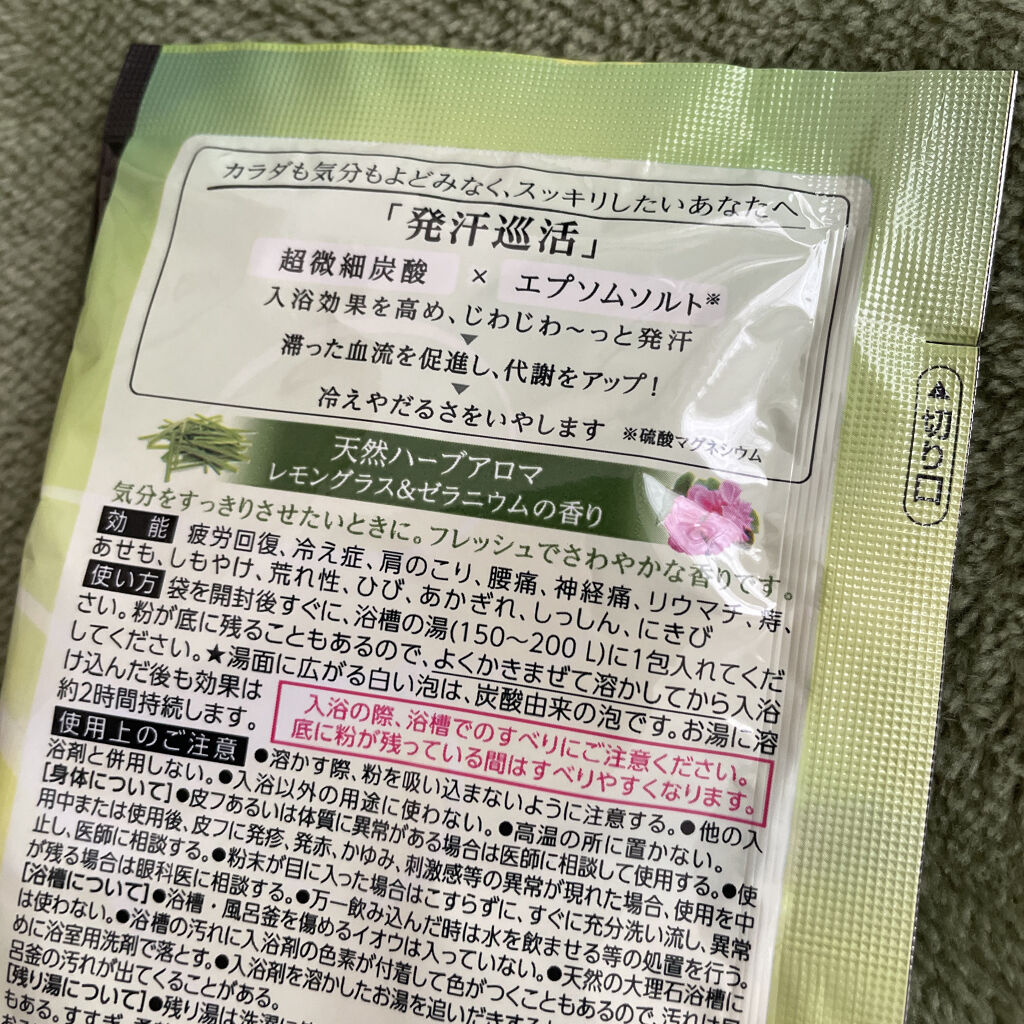 カラダも気分もよどみなく、スッキリしたいあなたへ
「発汗巡活」
超微細炭酸 × エプソムソルト※
入浴効果を高め、じわじわ〜っと発汗
滞った血流を促進し、代謝をアップ！
冷えやだるさをいやします ※硫酸マグネシウム
切り口
天然ハーブアロマ
レモングラス&ゼラニウムの香り
気分をすっきりさせたいときに。フレッシュでさわやかな香りです。
効能 疲労回復、冷え症、肩のこり、腰痛、神経痛、リウマチ、痔、
あせも、しもやけ、荒れ性、ひび、あかぎれ、しっしん、にきび
使い方 袋を開封後すぐに、浴槽の湯(150〜200 L)に1包入れてくだ
さい。粉が底に残ることもあるので、よくかきまぜて溶かしてから入浴
してください。★湯面に広がる白い泡は、炭酸由来の泡です。お湯に溶
け込んだ後も効果は
約2時間持続します。
入浴の際、浴槽でのすべりにご注意ください。
底に粉が残っている間はすべりやすくなります。
使用上のご注意 ●溶かす際、粉を吸い込まないように注意する。●他の入
浴剤と併用しない。●入浴以外の用途に使わない。●高温の所に置かない。
[身体について]●皮フあるいは体質に異常がある場合は医師に相談して使用する。●使
用中または使用後、皮フに発疹、発赤、かゆみ、刺激感等の異常が現れた場合、使用を中
止し、医師に相談する。●粉末が目に入った場合はこすらずに、すぐに充分洗い流し、異常
が残る場合は眼科医に相談する。●万一飲み込んだ時は水を飲ませる等の処置を行う。
[浴槽について]●浴槽・風呂釜を傷めるイオウは入っていない。●天然の大理石浴槽に
は使わない。●浴槽の汚れに入浴剤の色素が付着して色がつくこともあるので、汚れは早
めに浴室用洗剤で落とす。●入浴剤を溶かしたお湯を追いだきすると
呂釜の汚れが出てくることがある。
[残り湯について]●残り湯は洗濯に
もある。すすぎ、柔